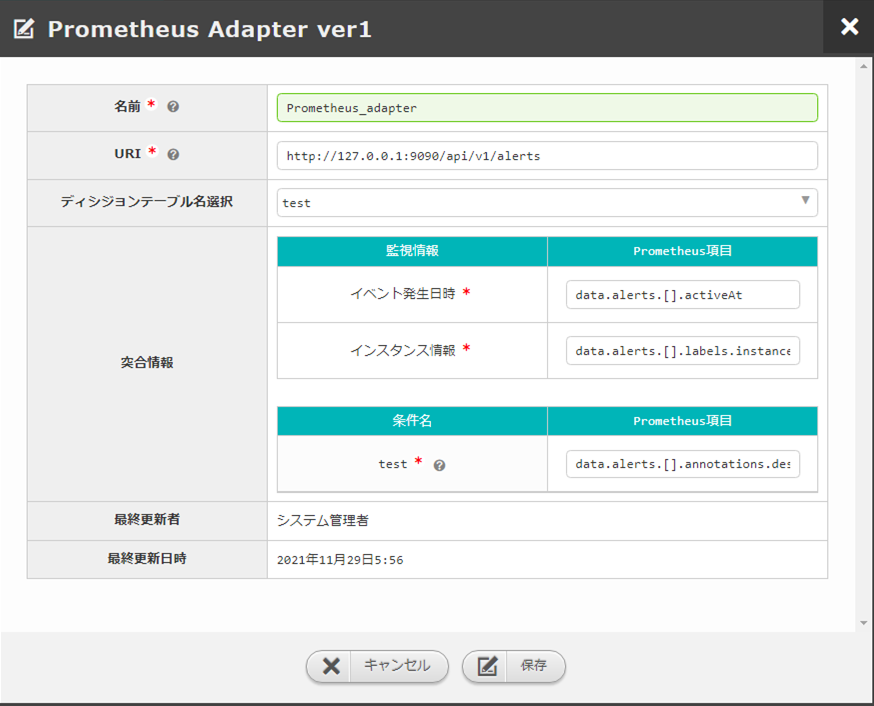 Prometheus Adapter ver1
名前 *
Prometheus_adapter
URI *
http://127.0.0.1:9090/api/v1/alerts
ディシジョンテーブル名選択
test
突合情報
監視情報 Prometheus項目
イベント発生日時 * data.alerts.[].activeAt
インスタンス情報 * data.alerts.[].labels.instance
条件名 Prometheus項目
test * data.alerts.[].annotations.des
最終更新者 システム管理者
最終更新日時 2021年11月29日5:56
キャンセル 保存